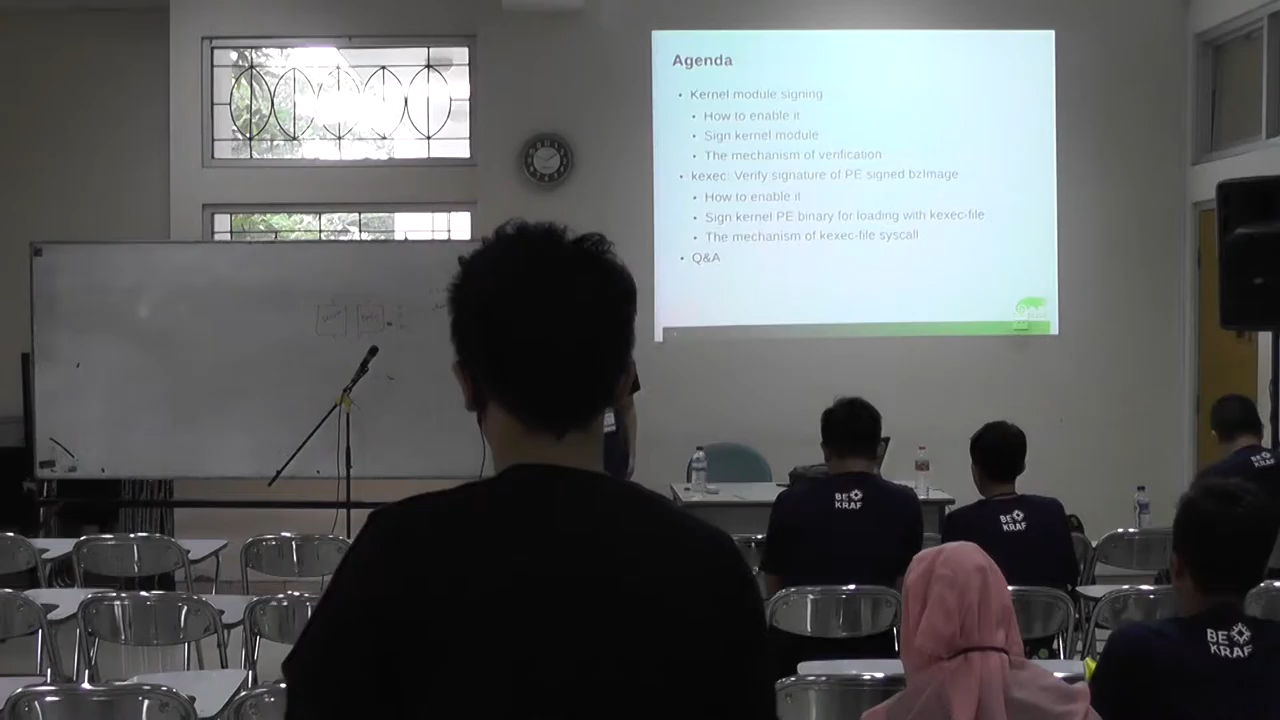 Agenda
• Kernel module signing
• How to enable it
• Sign kernel module
• The mechanism of verification
• kexec: Verify signature of PE signed bzImage
• How to enable it
• Sign kernel PE binary for loading with kexec-file
• The mechanism of kexec-file syscall
• Q&A
BE
KRAF
BE
KRAF
BE
KRAF
BE
KRAF